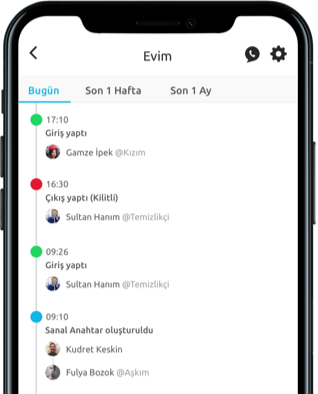 Evim
Bugün Son 1 Hafta Son 1 Ay
17:10
Giriş yaptı
Gamze İpek @Kızım
16:30
Çıkış yaptı (Kilitli)
Sultan Hanım @Temizlikçi
09:26
Giriş yaptı
Sultan Hanım @Temizlikçi
09:10
Sanal Anahtar oluşturuldu
Kudret Keskin
Fulya Bozok @Aşkım